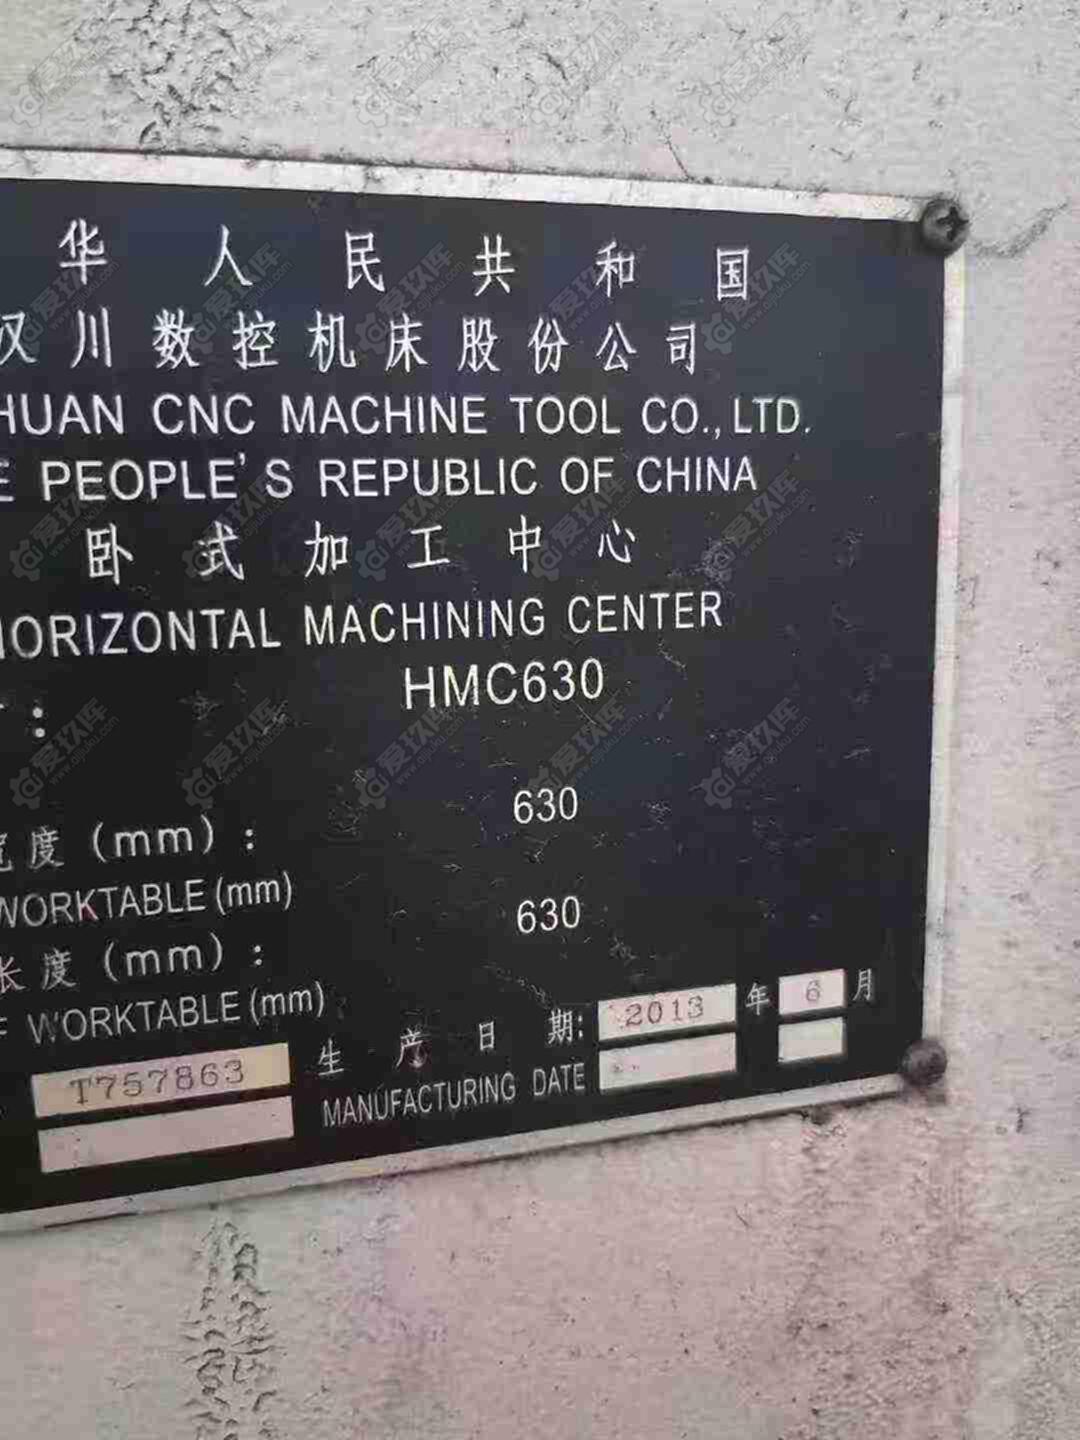 华人民共和国
汉川数控机床股份公司
HUAN CNC MACHINE TOOL CO., LTD.
E PEOPLE'S REPUBLIC OF CHINA
卧式加工中心
HORIZONTAL MACHINING CENTER
HMC630
:
630
宽度 (mm) :
WORKTABLE (mm)
630
长度 (mm) :
F WORKTABLE (mm)
T757863
生产日期: 2013 年 6 月
MANUFACTURING DATE